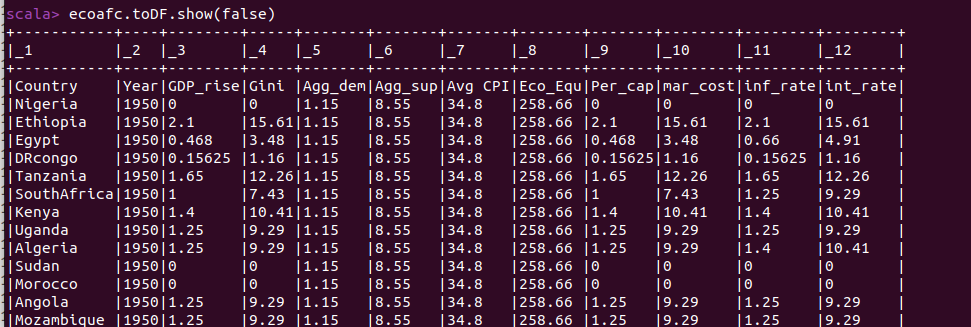 scala> ecoafc.toDF.show(false)
+-----------+----+--------+-----+-------+-------+-------+-------+-------+--------+--------+--------+
|_1         |_2  |_3      |_4   |_5     |_6     |_7     |_8     |_9     |_10     |_11     |_12     |
+-----------+----+--------+-----+-------+-------+-------+-------+-------+--------+--------+--------+
|Country    |Year|GDP_rise|Gini |Agg_dem|Agg_sup|Avg CPI|Eco_Equ|Per_cap|mar_cost|inf_rate|int_rate|
|Nigeria    |1950|0       |0    |1.15   |8.55   |34.8   |258.66 |0      |0       |0       |0       |
|Ethiopia   |1950|2.1     |15.61|1.15   |8.55   |34.8   |258.66 |2.1    |15.61   |2.1     |15.61   |
|Egypt      |1950|0.468   |3.48 |1.15   |8.55   |34.8   |258.66 |0.468  |3.48    |0.66    |4.91    |
|DRcongo    |1950|0.15625 |1.16 |1.15   |8.55   |34.8   |258.66 |0.15625|1.16    |0.15625 |1.16    |
|Tanzania   |1950|1.65    |12.26|1.15   |8.55   |34.8   |258.66 |1.65   |12.26   |1.65    |12.26   |
|SouthAfrica|1950|1       |7.43 |1.15   |8.55   |34.8   |258.66 |1      |7.43    |1.25    |9.29    |
|Kenya      |1950|1.4     |10.41|1.15   |8.55   |34.8   |258.66 |1.4    |10.41   |1.4     |10.41   |
|Uganda     |1950|1.25    |9.29 |1.15   |8.55   |34.8   |258.66 |1.25   |9.29    |1.25    |9.29    |
|Algeria    |1950|1.25    |9.29 |1.15   |8.55   |34.8   |258.66 |1.25   |9.29    |1.4     |10.41   |
|Sudan      |1950|0       |0    |1.15   |8.55   |34.8   |258.66 |0      |0       |0       |0       |
|Morocco    |1950|0       |0    |1.15   |8.55   |34.8   |258.66 |0      |0       |0       |0       |
|Angola     |1950|1.25    |9.29 |1.15   |8.55   |34.8   |258.66 |1.25   |9.29    |1.25    |9.29    |
|Mozambique |1950|1.25    |9.29 |1.15   |8.55   |34.8   |258.66 |1.25   |9.29    |1.25    |9.29    |